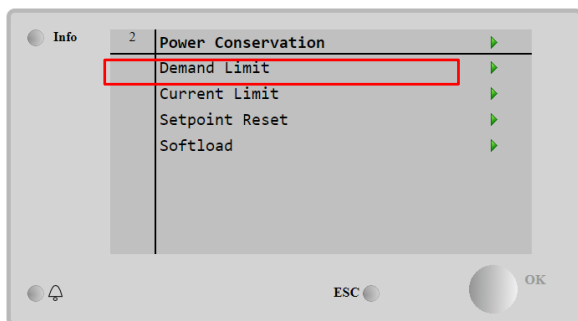 Info
2 Power Conservation
Demand Limit
Current Limit
Setpoint Reset
Softload
ESC
OK